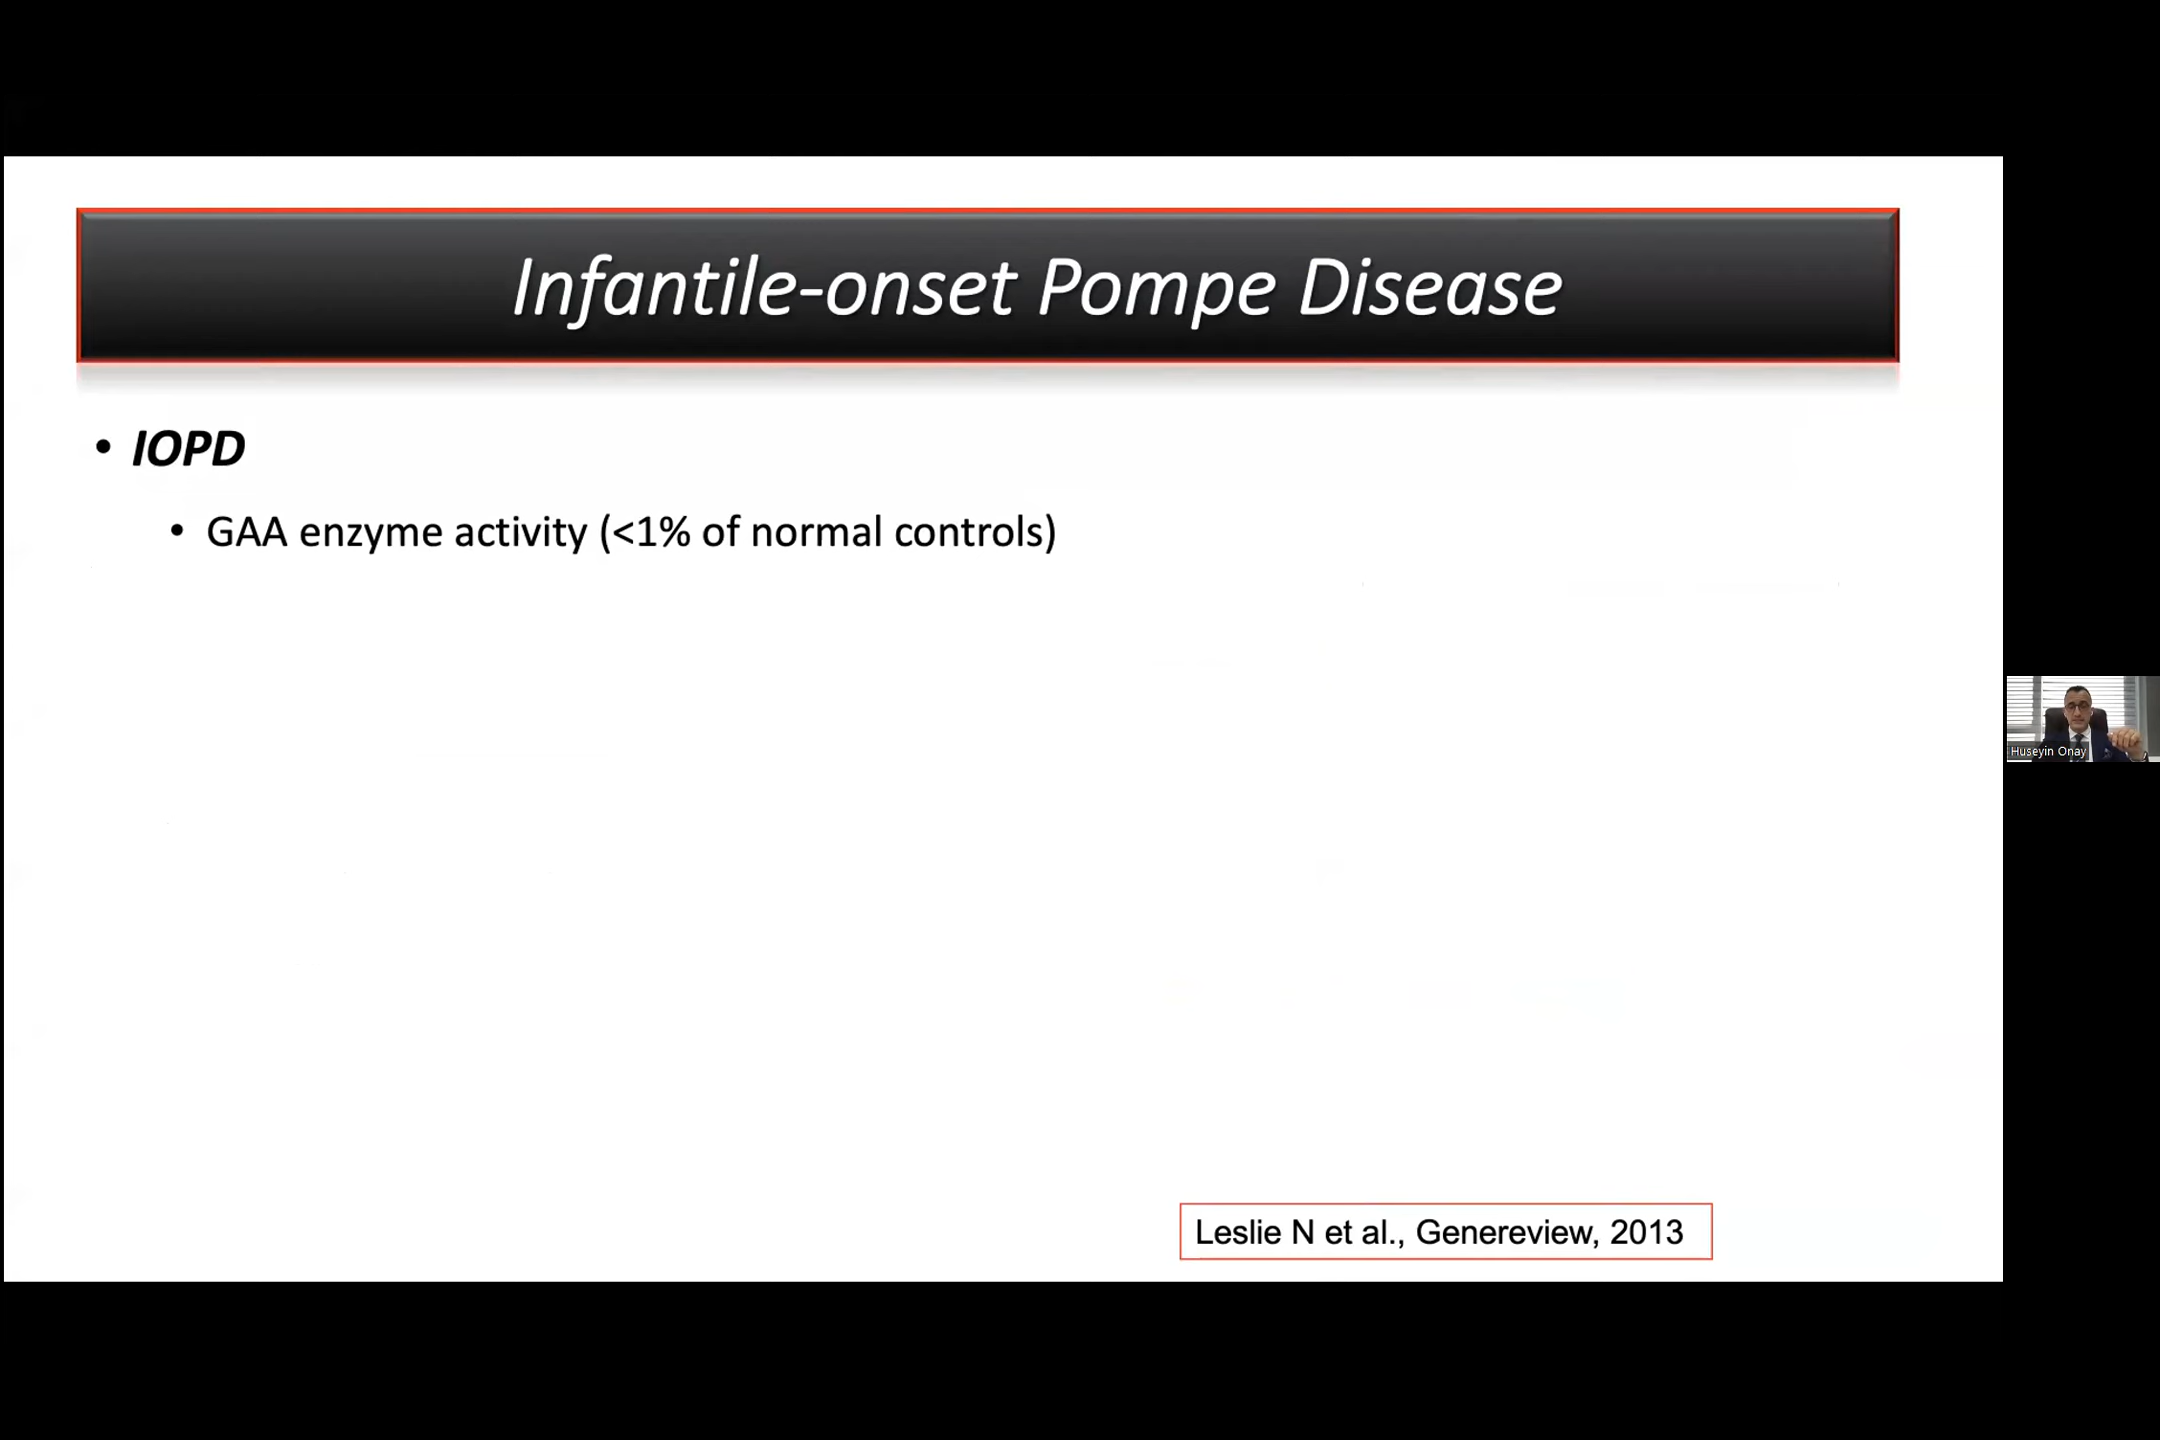 Infantile-onset Pompe Disease
• IOPD
• GAA enzyme activity (<1% of normal controls)
Huseyin Onay
Leslie N et al., Genereview, 2013